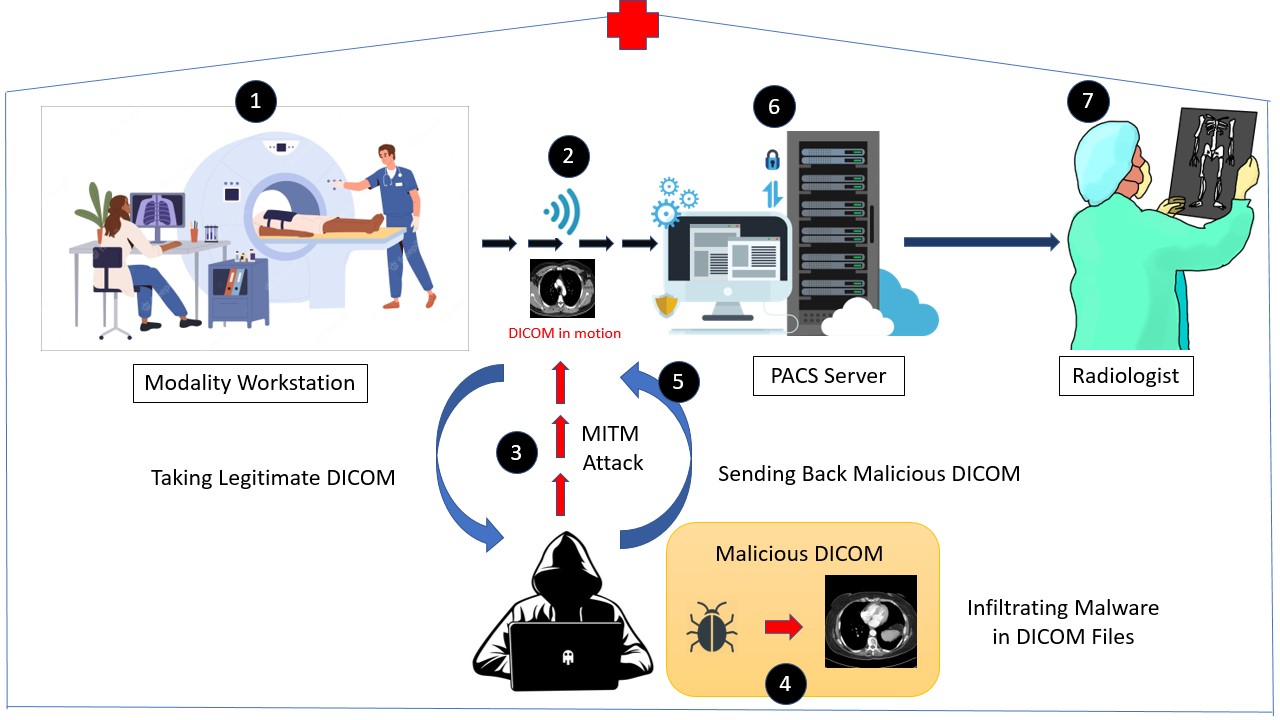 1
2
6
7
DICOM in motion
Modality Workstation
PACS Server
Radiologist
5
3
MITM
Attack
Taking Legitimate DICOM
Sending Back Malicious DICOM
Malicious DICOM
Infiltrating Malware
in DICOM Files
4